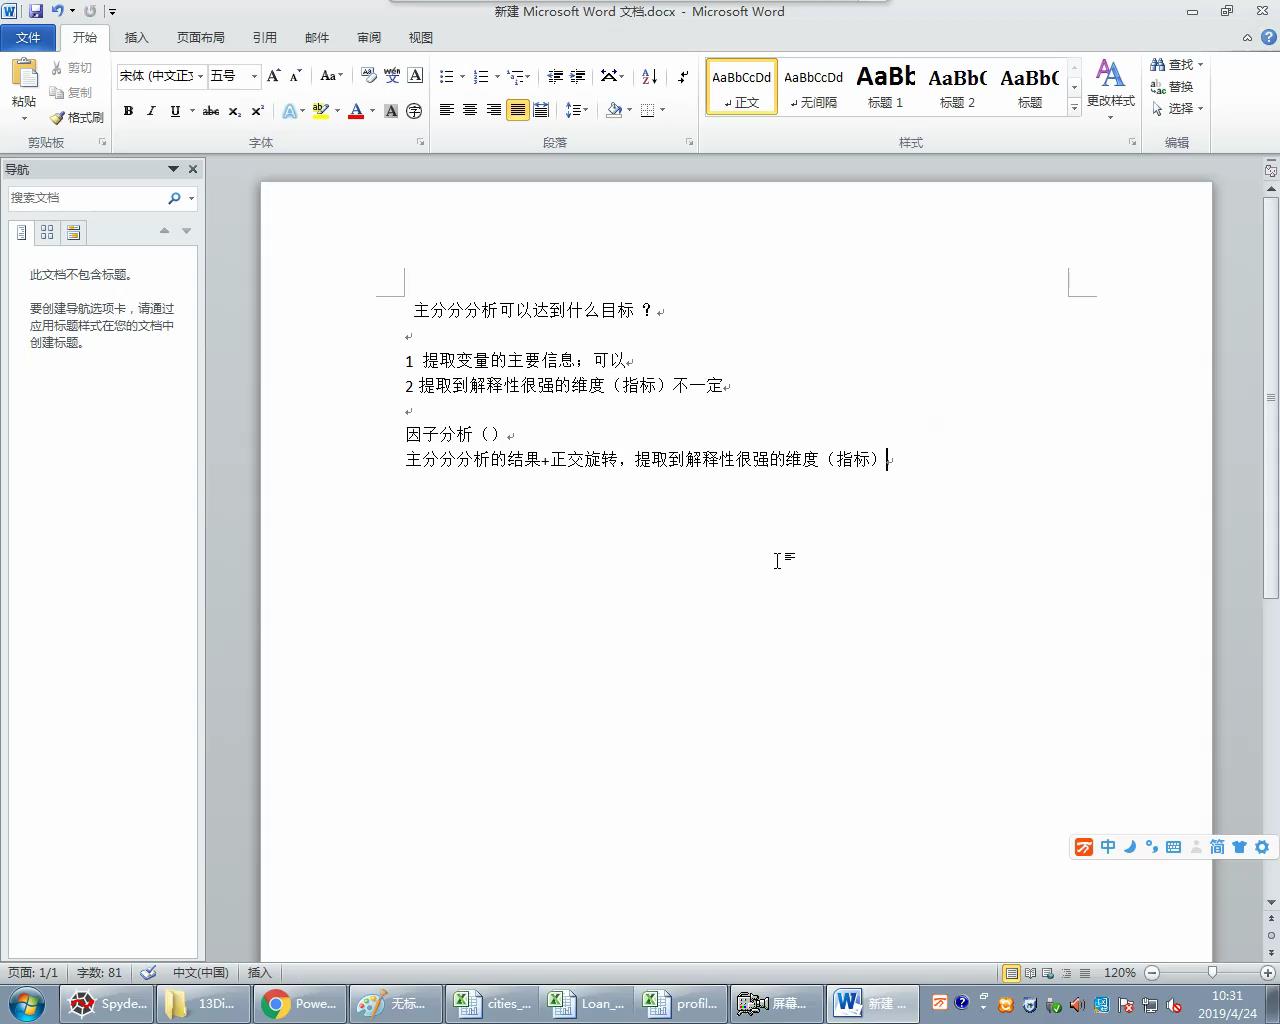 新建 Microsoft Word 文档.docx - Microsoft Word
文件 开始 插入 页面布局 引用 邮件 审阅 视图
粘贴 剪切 复制 格式刷
宋体 (中文正文 五号
剪贴板 字体 段落 样式 编辑
AaBbCcDd AaBbCcDd AaBb AaBbC AaBbC
正文 无间隔 标题 1 标题 2 标题 更改样式
查找
替换
选择
导航
搜索文档
此文档不包含标题。
要创建导航选项卡，请通过
应用标题样式在您的文档中
创建标题。
主分分分析可以达到什么目标 ？
1 提取变量的主要信息；可以
2 提取到解释性很强的维度（指标）不一定
因子分析（）
主分分分析的结果+正交旋转，提取到解释性很强的维度（指标）
中 简
页面: 1/1 字数: 81 中文(中国) 插入 120%
Spyde... 13Di... Powe... 无标... cities_... Loan_... profil... 屏幕... 新建 ...
10:31
2019/4/24